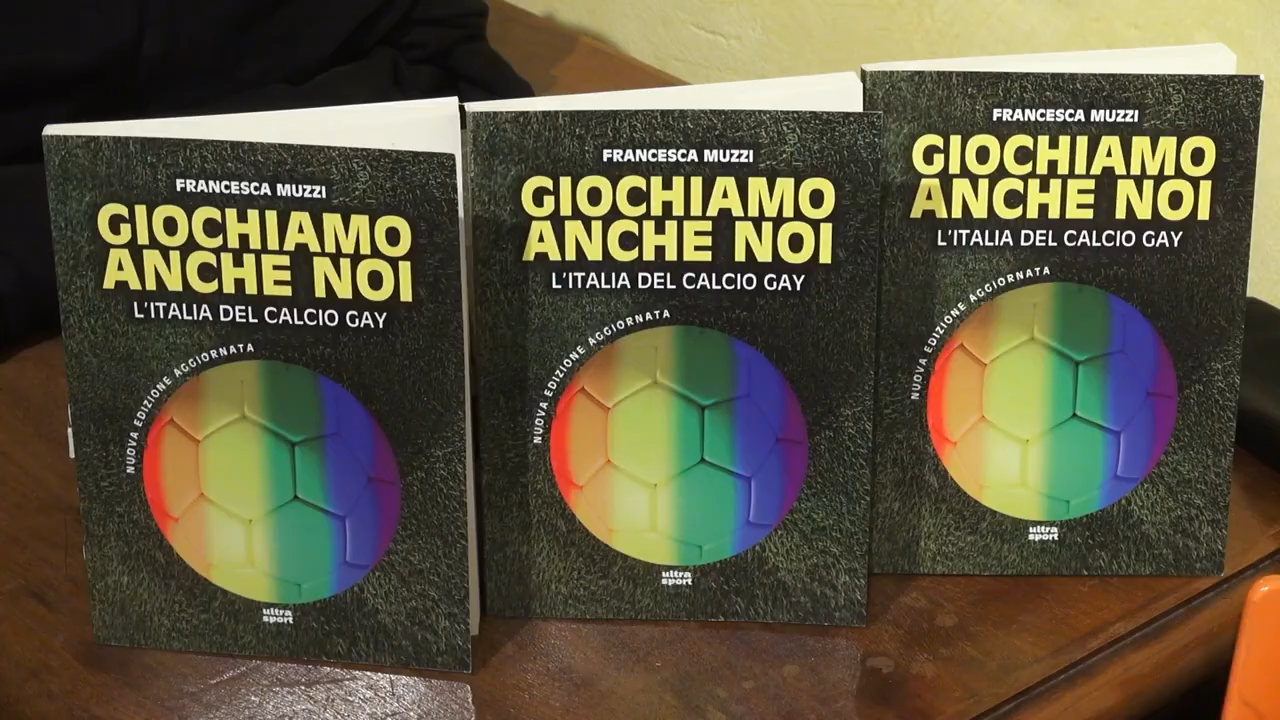 FRANCESCA MUZZI
GIOCHIAMO
ANCHE NOI
L'ITALIA DEL CALCIO GAY
NUOVA EDIZIONE AGGIORNATA
ultra
sport
FRANCESCA MUZZI
GIOCHIAMO
ANCHE NOI
L'ITALIA DEL CALCIO GAY
NUOVA EDIZIONE AGGIORNATA
ultra
sport
FRANCESCA MUZZI
GIOCHIAMO
ANCHE NOI
L'ITALIA DEL CALCIO GAY
NUOVA EDIZIONE AGGIORNATA
ultra
sport